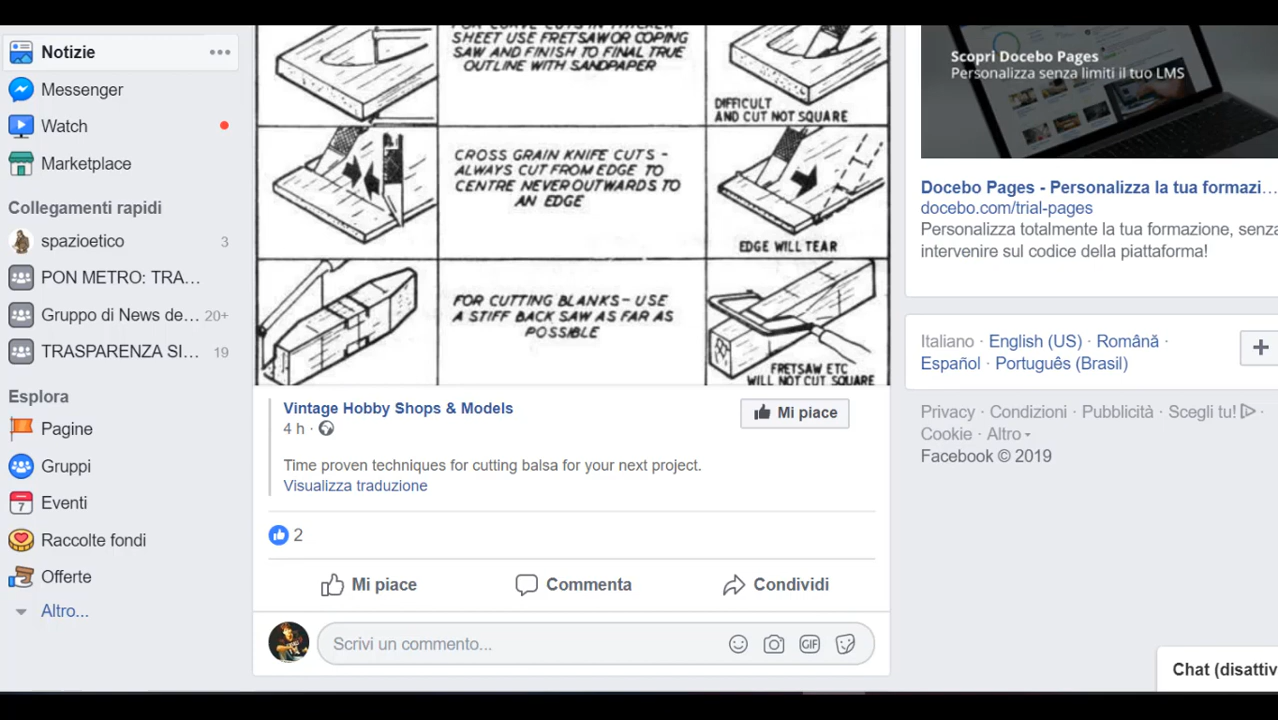 Notizie
Messenger
Watch
Marketplace
Collegamenti rapidi
spazioetico 3
PON METRO: TRA...
Gruppo di News de... 20+
TRASPARENZA SI... 19
Esplora
Pagine
Gruppi
7
Eventi
Raccolte fondi
Offerte
Altro...
FOR CURVE CUTS IN THICKER
SHEET USE FRETSAW OR COPING
SAW AND FINISH TO FINAL TRUE
OUTLINE WITH SANDPAPER
DIFFICULT
AND CUT NOT SQUARE
CROSS GRAIN KNIFE CUTS -
ALWAYS CUT FROM EDGE TO
CENTRE NEVER OUTWARDS TO
AN EDGE
EDGE WILL TEAR
FOR CUTTING BLANKS - USE
A STIFF BACK SAW AS FAR AS
POSSIBLE
FRETSAW ETC
WILL NOT CUT SQUARE
Vintage Hobby Shops & Models
4 h ·
Mi piace
Time proven techniques for cutting balsa for your next project.
Visualizza traduzione
2
Mi piace
Commenta
Condividi
Scrivi un commento...
GIF
Scopri Docebo Pages
Personalizza senza limiti il tuo LMS
Docebo Pages - Personalizza la tua formazi...
docebo.com/trial-pages
Personalizza totalmente la tua formazione, senza
intervenire sul codice della piattaforma!
Italiano · English (US) · Română ·
Español · Português (Brasil)
Privacy · Condizioni · Pubblicità · Scegli tu! ·
Cookie · Altro
Facebook © 2019
Chat (disattiv